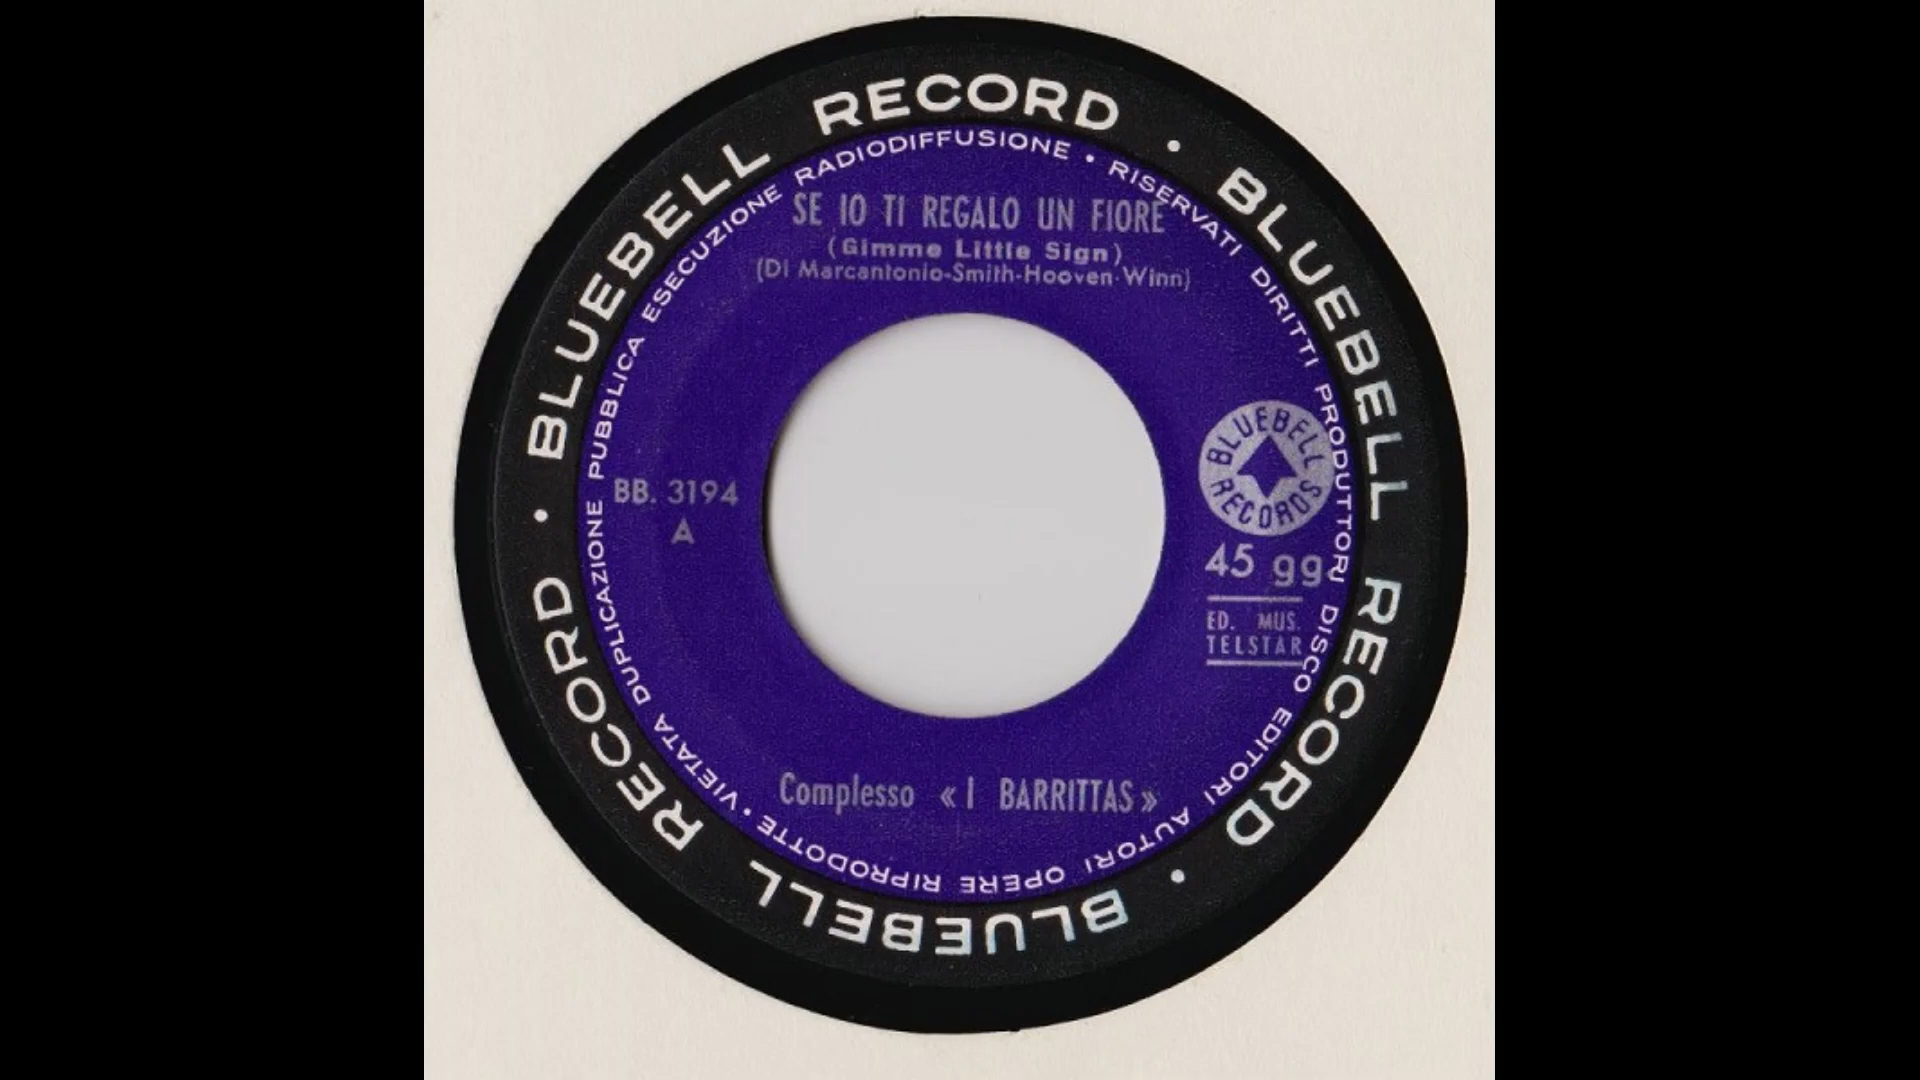 BLUEBELL RECORD • BLUEBELL RECORD • BLUEBELL RECORD •
VIETATA DUPLICAZIONE PUBBLICA ESECUZIONE RADIODIFFUSIONE • RISERVATI DIRITTI PRODUTTORI DISCO EDITORI AUTORI OPERE RIPRODOTTE •
SE IO TI REGALO UN FIORE
(Gimme Little Sign)
(Di Marcantonio-Smith-Hooven-Winn)
BB. 3194
A
BLUEBELL RECORDS
45 gg.
ED. MUS.
TELSTAR
Complesso «I BARRITTAS»